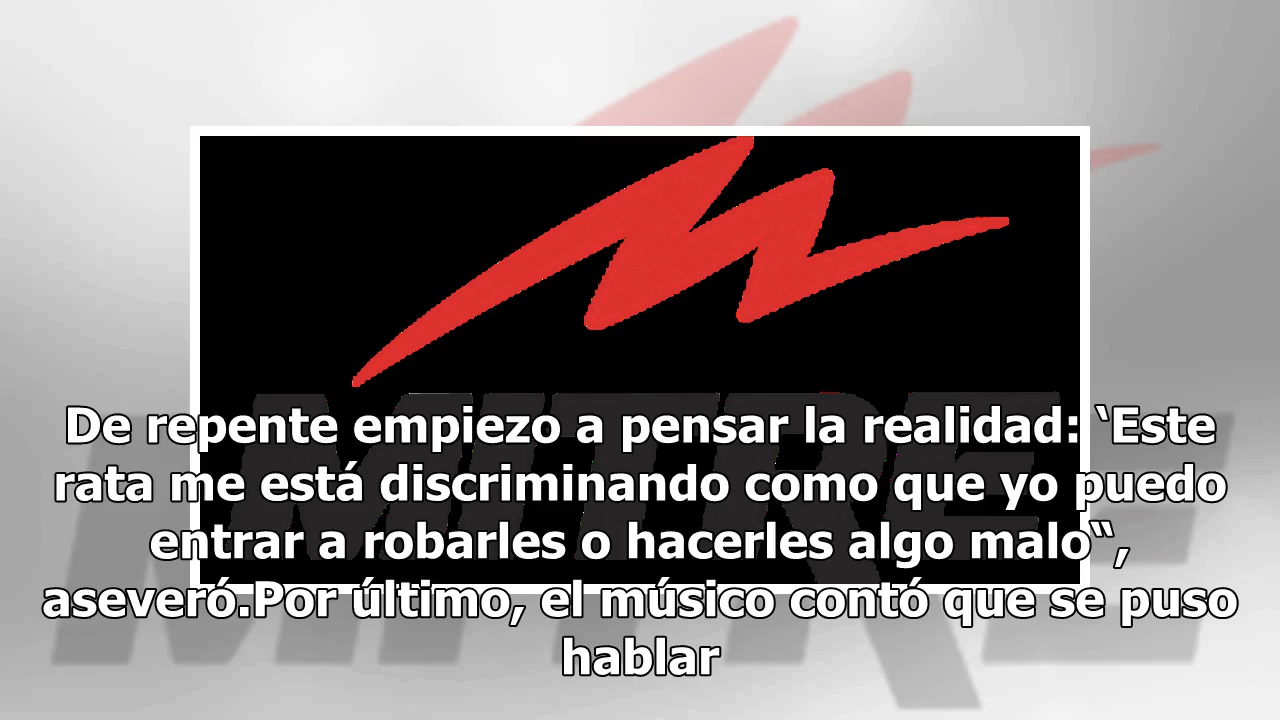 MITRE
De repente empiezo a pensar la realidad: ‘Este
rata me está discriminando como que yo puedo
entrar a robarles o hacerles algo malo“,
aseveró.Por último, el músico contó que se puso
hablar